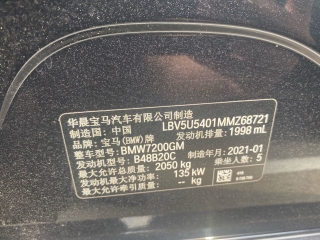 华晨宝马汽车有限公司制造
制造国：中国 LBV5U5401MMZ68721
品牌：宝马(BMW)牌 发动机排量：1998 mL
整车型号：BMW7200GM
发动机型号：B48B20C 制造年月：2021-01
最大允许总质量：2050 kg 乘坐人数：5
发动机最大净功率：135 kW
最大允许牵引质量：-- kg